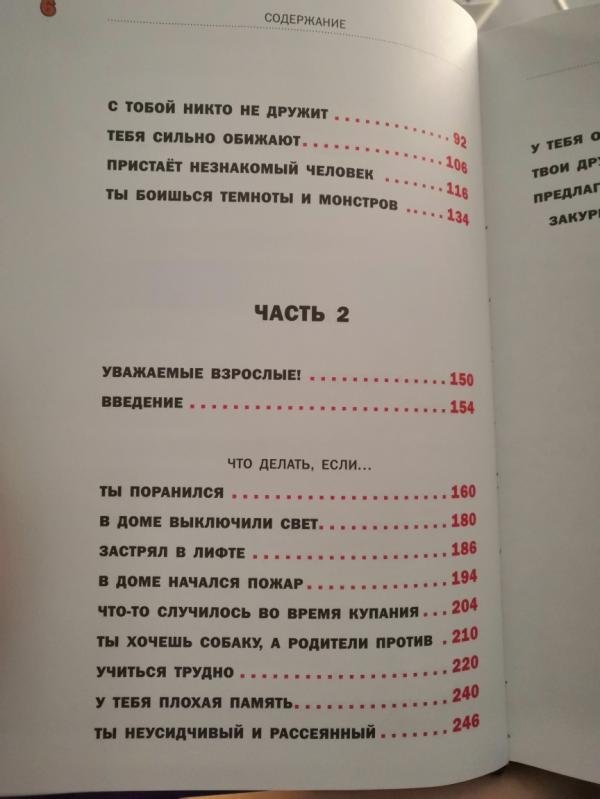 6
СОДЕРЖАНИЕ
С ТОБОЙ НИКТО НЕ ДРУЖИТ 92
ТЕБЯ СИЛЬНО ОБИЖАЮТ 106
ПРИСТАЁТ НЕЗНАКОМЫЙ ЧЕЛОВЕК 116
ТЫ БОИШЬСЯ ТЕМНОТЫ И МОНСТРОВ 134
ЧАСТЬ 2
УВАЖАЕМЫЕ ВЗРОСЛЫЕ! 150
ВВЕДЕНИЕ 154
ЧТО ДЕЛАТЬ, ЕСЛИ...
ТЫ ПОРАНИЛСЯ 160
В ДОМЕ ВЫКЛЮЧИЛИ СВЕТ 180
ЗАСТРЯЛ В ЛИФТЕ 186
В ДОМЕ НАЧАЛСЯ ПОЖАР 194
ЧТО-ТО СЛУЧИЛОСЬ ВО ВРЕМЯ КУПАНИЯ 204
ТЫ ХОЧЕШЬ СОБАКУ, А РОДИТЕЛИ ПРОТИВ 210
УЧИТЬСЯ ТРУДНО 220
У ТЕБЯ ПЛОХАЯ ПАМЯТЬ 240
ТЫ НЕУСИДЧИВЫЙ И РАССЕЯННЫЙ 246
У ТЕБЯ О
ТВОИ ДРУ
ПРЕДЛАГ
ЗАКУР